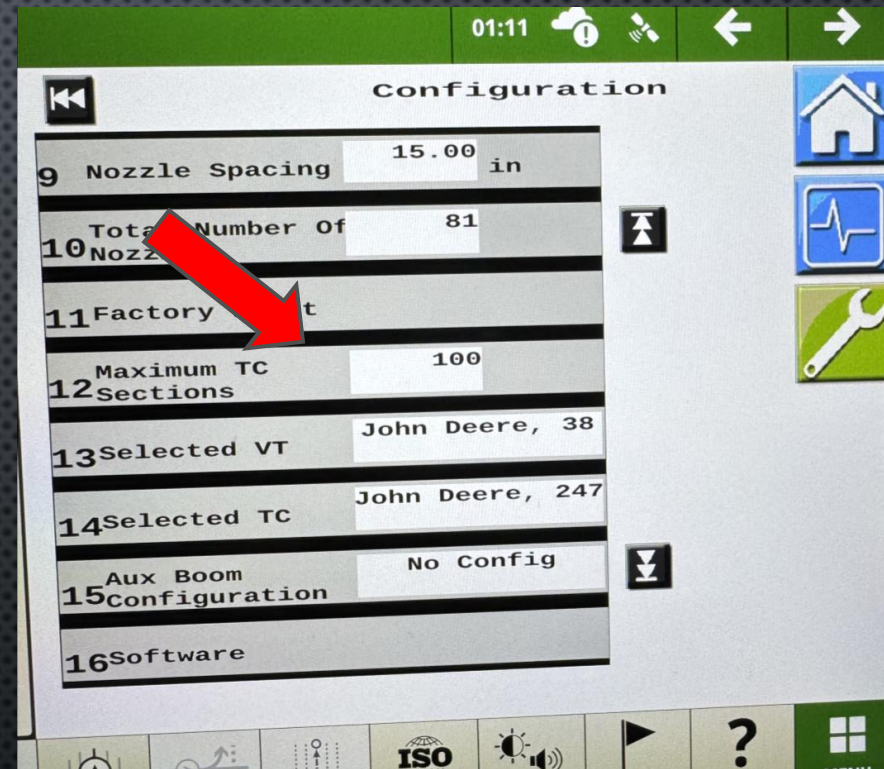 01:11
Configuration
9 Nozzle Spacing 15.00 in
10 Total Number Of 81
11 Factory
12 Maximum TC 100
Sections
13 Selected VT John Deere, 38
14 Selected TC John Deere, 247
15 Aux Boom No Config
Configuration
16 Software
ISO
?